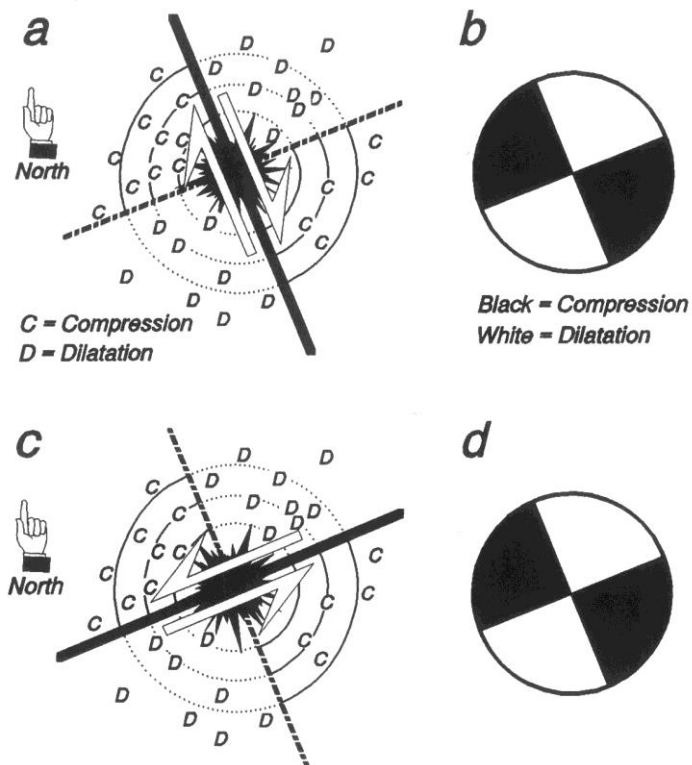 a
b
D D
D D
C
D D D
D
C C
C D C C
North
C C C
C
C
C
D D
C
D C
D D
D D
D D
C = Compression
D = Dilatation
Black = Compression
White = Dilatation
c
d
D D
D D
C
D D D
C C
D D
C C
C C
North
C C C
C
C
D D C
D C
D D
D D
D D